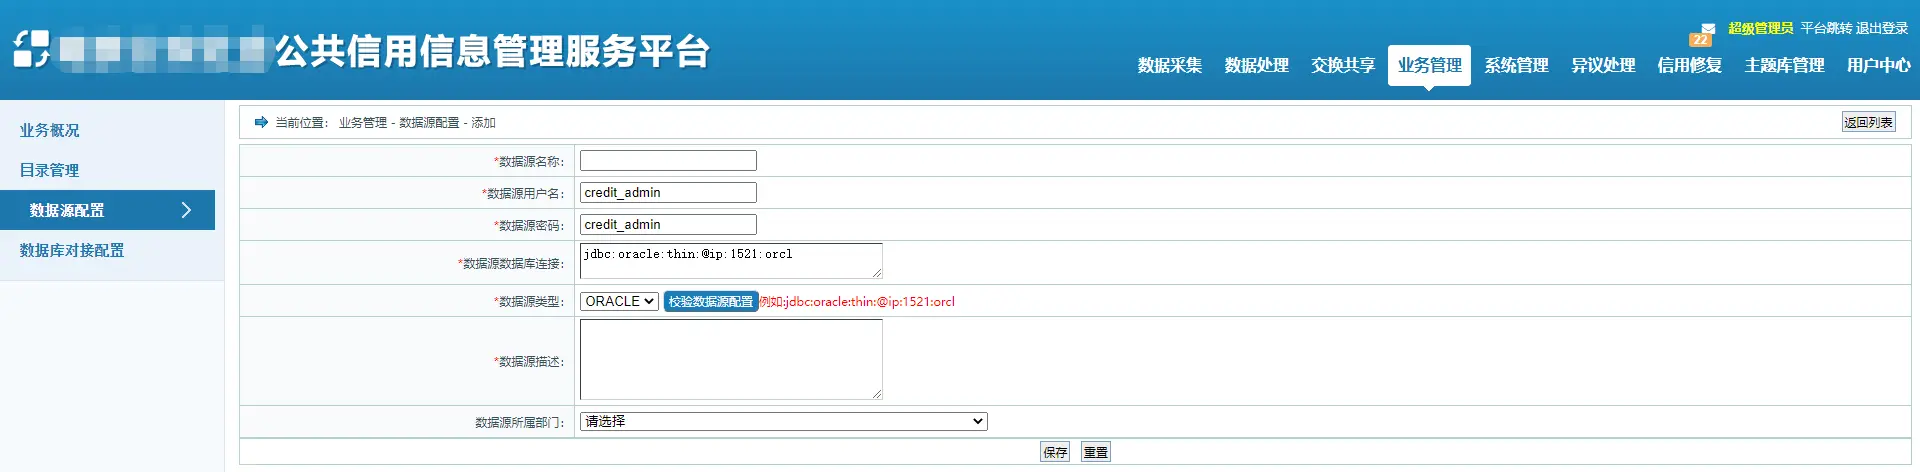 公共信用信息管理服务平台
22
超级管理员 平台跳转 退出登录
数据采集 数据处理 交换共享 业务管理 系统管理 异议处理 信用修复 主题库管理 用户中心
业务概况
目录管理
数据源配置
数据库对接配置
当前位置： 业务管理 - 数据源配置 - 添加
返回列表
*数据源名称：
*数据源用户名： credit_admin
*数据源密码： credit_admin
*数据源数据库连接： jdbc:oracle:thin:@ip:1521:orcl
*数据源类型： ORACLE 校验数据源配置 例如:jdbc:oracle:thin:@ip:1521:orcl
*数据源描述：
数据源所属部门： 请选择
保存 重置